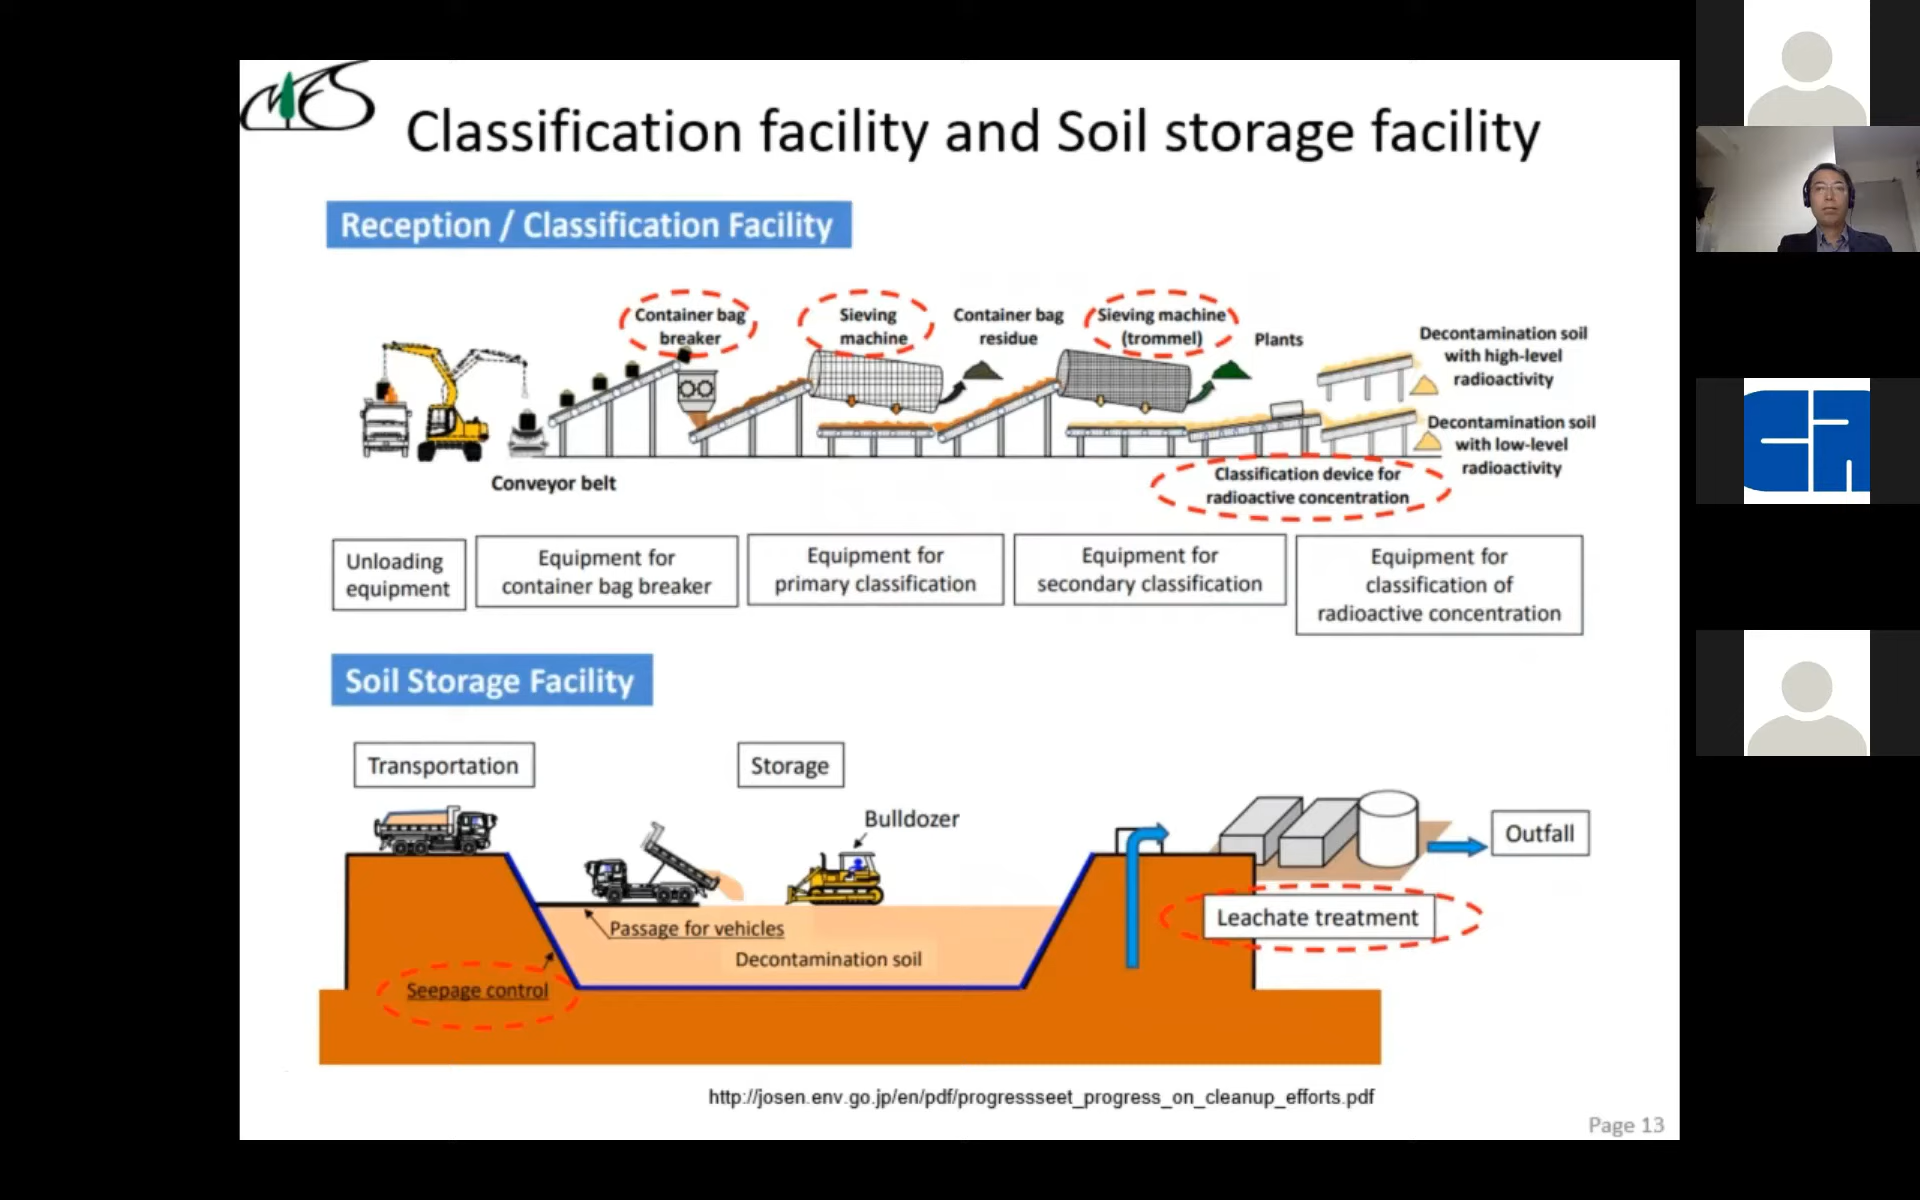 MES
Classification facility and Soil storage facility
Reception / Classification Facility
Container bag
breaker
Sieving
machine
Container bag
residue
Sieving machine
(trommel)
Plants
Decontamination soil
with high-level
radioactivity
Decontamination soil
with low-level
radioactivity
Conveyor belt
Classification device for
radioactive concentration
Unloading
equipment
Equipment for
container bag breaker
Equipment for
primary classification
Equipment for
secondary classification
Equipment for
classification of
radioactive concentration
Soil Storage Facility
Transportation
Storage
Bulldozer
Outfall
Passage for vehicles
Leachate treatment
Decontamination soil
Seepage control
http://josen.env.go.jp/en/pdf/progressseet_progress_on_cleanup_efforts.pdf
Page 13